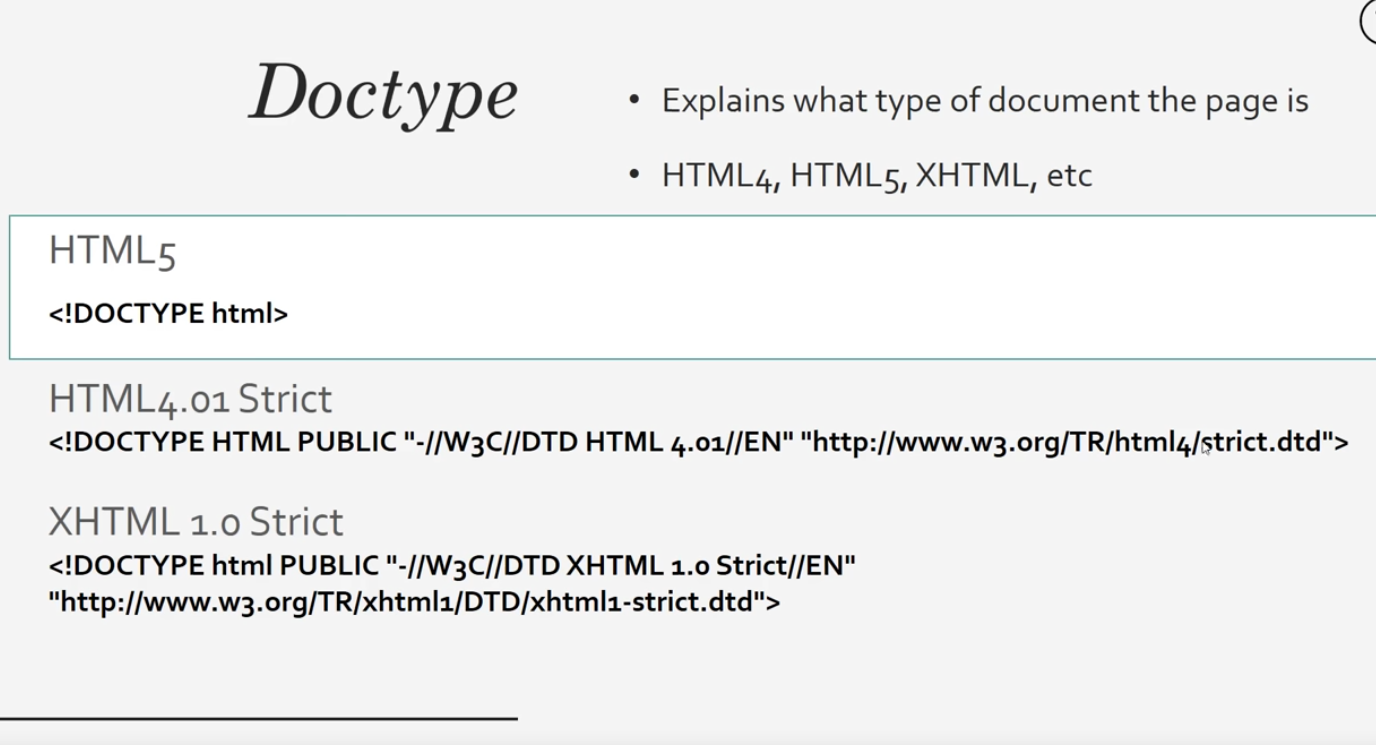 Doctype
• Explains what type of document the page is
• HTML4, HTML5, XHTML, etc
HTML5
<!DOCTYPE html>
HTML4.01 Strict
<!DOCTYPE HTML PUBLIC "-//W3C//DTD HTML 4.01//EN" "http://www.w3.org/TR/html4/strict.dtd">
XHTML 1.0 Strict
<!DOCTYPE html PUBLIC "-//W3C//DTD XHTML 1.0 Strict//EN"
"http://www.w3.org/TR/xhtml1/DTD/xhtml1-strict.dtd">